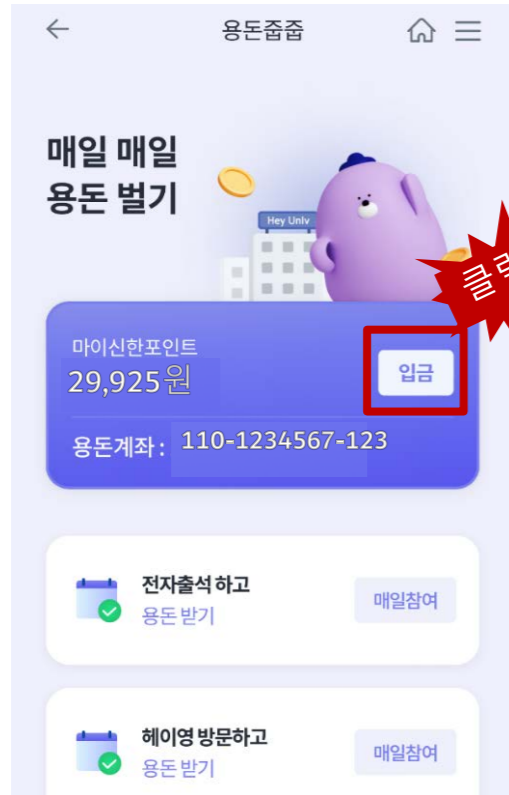 용돈줍줍
매일 매일
용돈 벌기
Hey Univ
마이신한포인트
29,925원
입금
용돈계좌 : 110-1234567-123
전자출석 하고
용돈 받기
매일참여
헤이영 방문하고
용돈 받기
매일참여